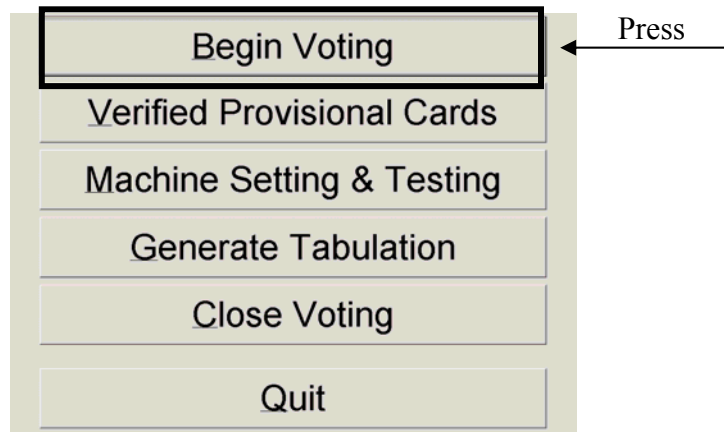 Begin Voting
Press
Verified Provisional Cards
Machine Setting & Testing
Generate Tabulation
Close Voting
Quit